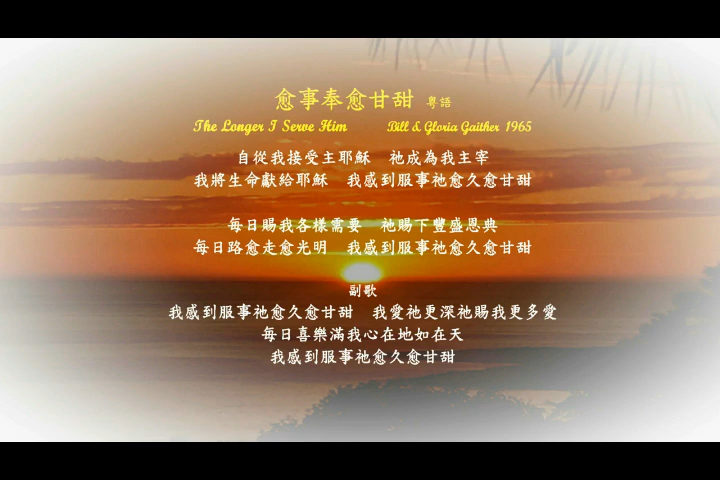 愈事奉愈甘甜 粵語
The Longer I Serve Him Bill & Gloria Gaither 1965
自從我接受主耶穌 祂成為我主宰
我將生命獻給耶穌 我感到服事祂愈久愈甘甜
每日賜我各樣需要 祂賜下豐盛恩典
每日路愈走愈光明 我感到服事祂愈久愈甘甜
副歌
我感到服事祂愈久愈甘甜 我愛祂更深祂賜我更多愛
每日喜樂滿我心在地如在天
我感到服事祂愈久愈甘甜